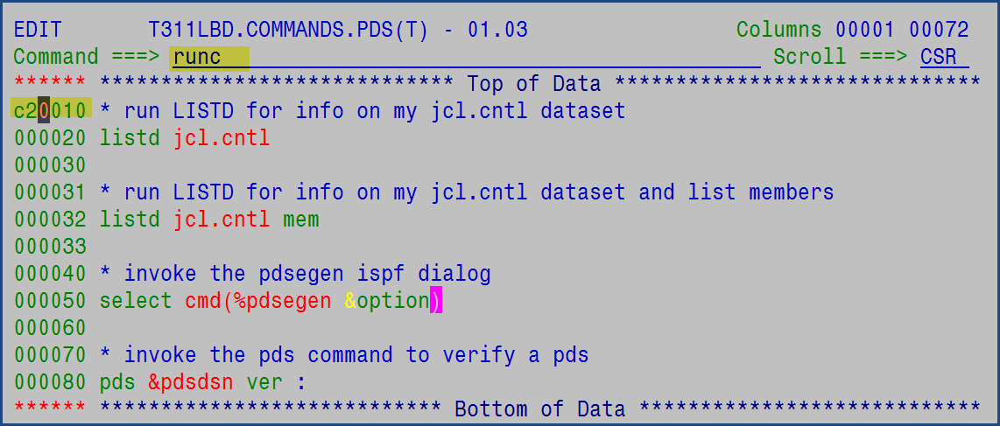 EDIT T311LBD.COMMANDS.PDS(T) - 01.03 Columns 00001 00072
Command ===> runc Scroll ===> CSR
****** ***************************** Top of Data ******************************
c20010 * run LISTD for info on my jcl.cntl dataset
000020 listd jcl.cntl
000030
000031 * run LISTD for info on my jcl.cntl dataset and list members
000032 listd jcl.cntl mem
000033
000040 * invoke the pdsegen ispf dialog
000050 select cmd(%pdsegen &option)
000060
000070 * invoke the pds command to verify a pds
000080 pds &pdsdsn ver :
****** **************************** Bottom of Data ****************************